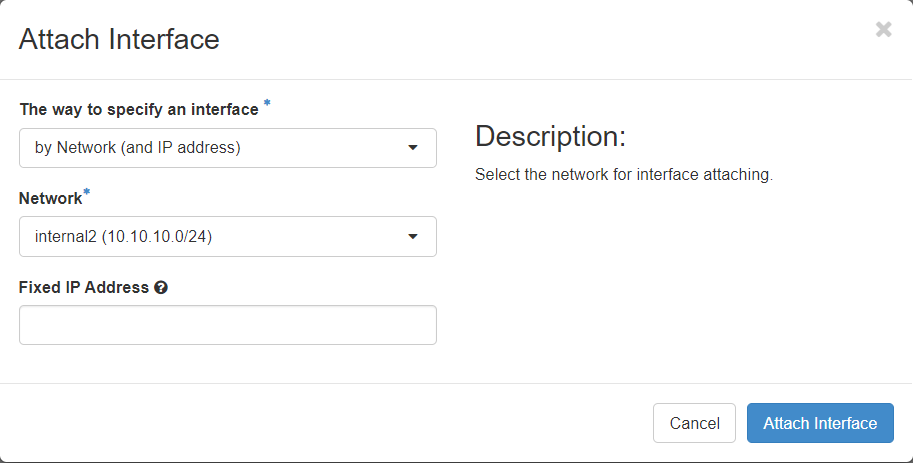 Attach Interface
The way to specify an interface *
by Network (and IP address)
Network*
internal2 (10.10.10.0/24)
Fixed IP Address
Description:
Select the network for interface attaching.
Cancel
Attach Interface